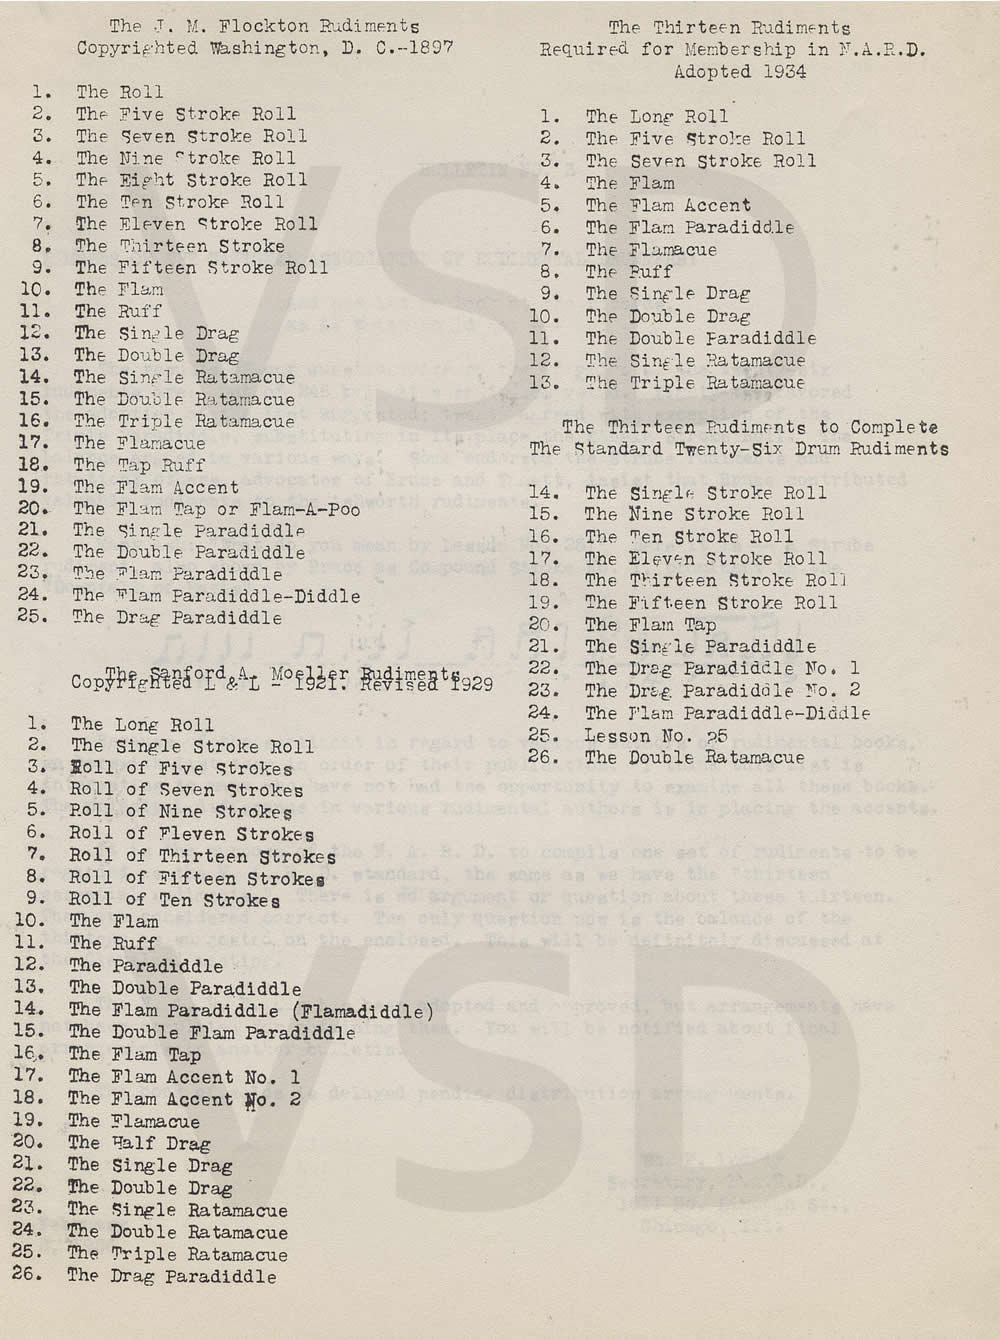 The J. M. Flockton Rudiments
Copyrighted Washington, D. C.--1897
1. The Roll
2. The Five Stroke Roll
3. The Seven Stroke Roll
4. The Nine Stroke Roll
5. The Eight Stroke Roll
6. The Ten Stroke Roll
7. The Eleven Stroke Roll
8. The Thirteen Stroke
9. The Fifteen Stroke Roll
10. The Flam
11. The Ruff
12. The Single Drag
13. The Double Drag
14. The Single Ratamacue
15. The Double Ratamacue
16. The Triple Ratamacue
17. The Flamacue
18. The Tap Ruff
19. The Flam Accent
20. The Flam Tap or Flam-A-Poo
21. The Single Paradiddle
22. The Double Paradiddle
23. The Flam Paradiddle
24. The Flam Paradiddle-Diddle
25. The Drag Paradiddle
The Sanford A. Moeller Rudiments
Copyrighted L & L - 1921. Revised 1929
1. The Long Roll
2. The Single Stroke Roll
3. Roll of Five Strokes
4. Roll of Seven Strokes
5. Roll of Nine Strokes
6. Roll of Fleven Strokes
7. Roll of Thirteen Strokes
8. Roll of Fifteen Strokes
9. Roll of Ten Strokes
10. The Flam
11. The Ruff
12. The Paradiddle
13. The Double Paradiddle
14. The Flam Paradiddle (Flamadiddle)
15. The Double Flam Paradiddle
16. The Flam Tap
17. The Flam Accent No. 1
18. The Flam Accent No. 2
19. The Flamacue
20. The Half Drag
21. The Single Drag
22. The Double Drag
23. The Single Ratamacue
24. The Double Ratamacue
25. The Triple Ratamacue
26. The Drag Paradiddle
The Thirteen Rudiments
Required for Membership in N.A.R.D.
Adopted 1934
1. The Long Roll
2. The Five Stroke Roll
3. The Seven Stroke Roll
4. The Flam
5. The Flam Accent
6. The Flam Paradiddle
7. The Flamacue
8. The Ruff
9. The Single Drag
10. The Double Drag
11. The Double Paradiddle
12. The Single Ratamacue
13. The Triple Ratamacue
The Thirteen Rudiments to Complete
The Standard Twenty-Six Drum Rudiments
14. The Single Stroke Roll
15. The Nine Stroke Roll
16. The Ten Stroke Roll
17. The Eleven Stroke Roll
18. The Thirteen Stroke Roll
19. The Fifteen Stroke Roll
20. The Flam Tap
21. The Single Paradiddle
22. The Drag Paradiddle No. 1
23. The Drag Paradiddle No. 2
24. The Flam Paradiddle-Diddle
25. Lesson No. 25
26. The Double Ratamacue
VSD
VSD